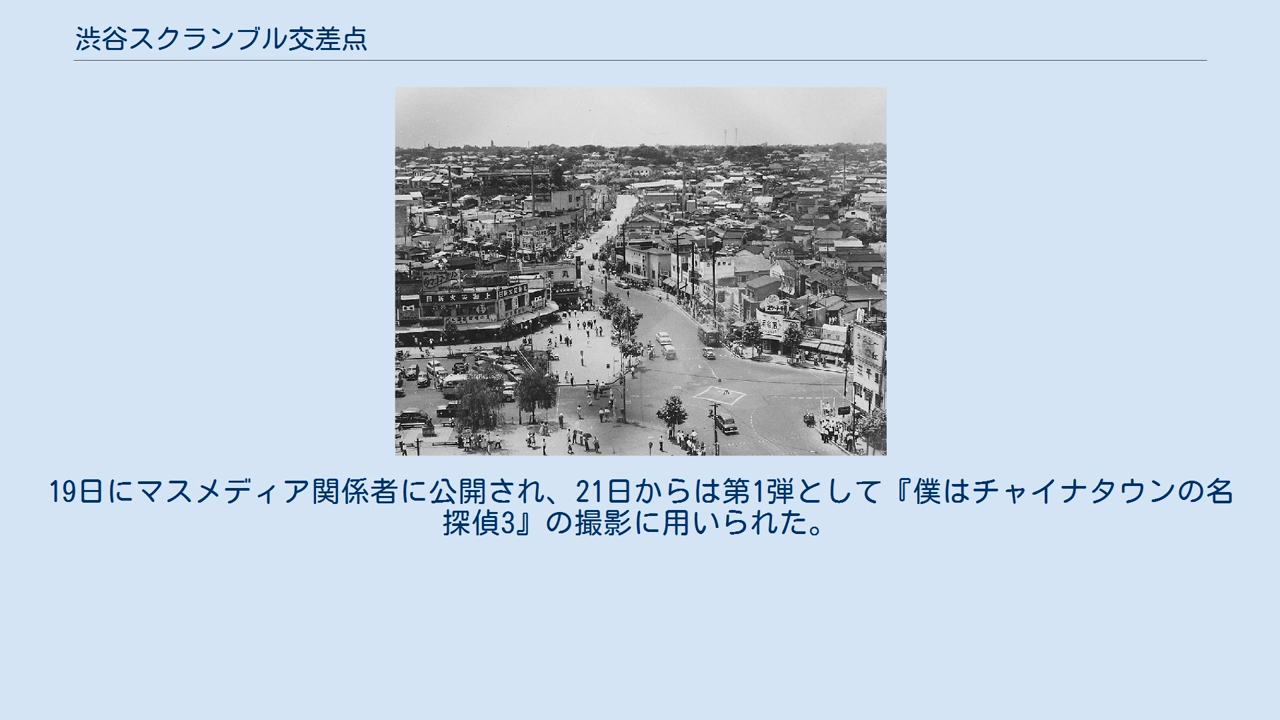 渋谷スクランブル交差点
19日にマスメディア関係者に公開され、21日からは第1弾として『僕はチャイナタウンの名
探偵3』の撮影に用いられた。